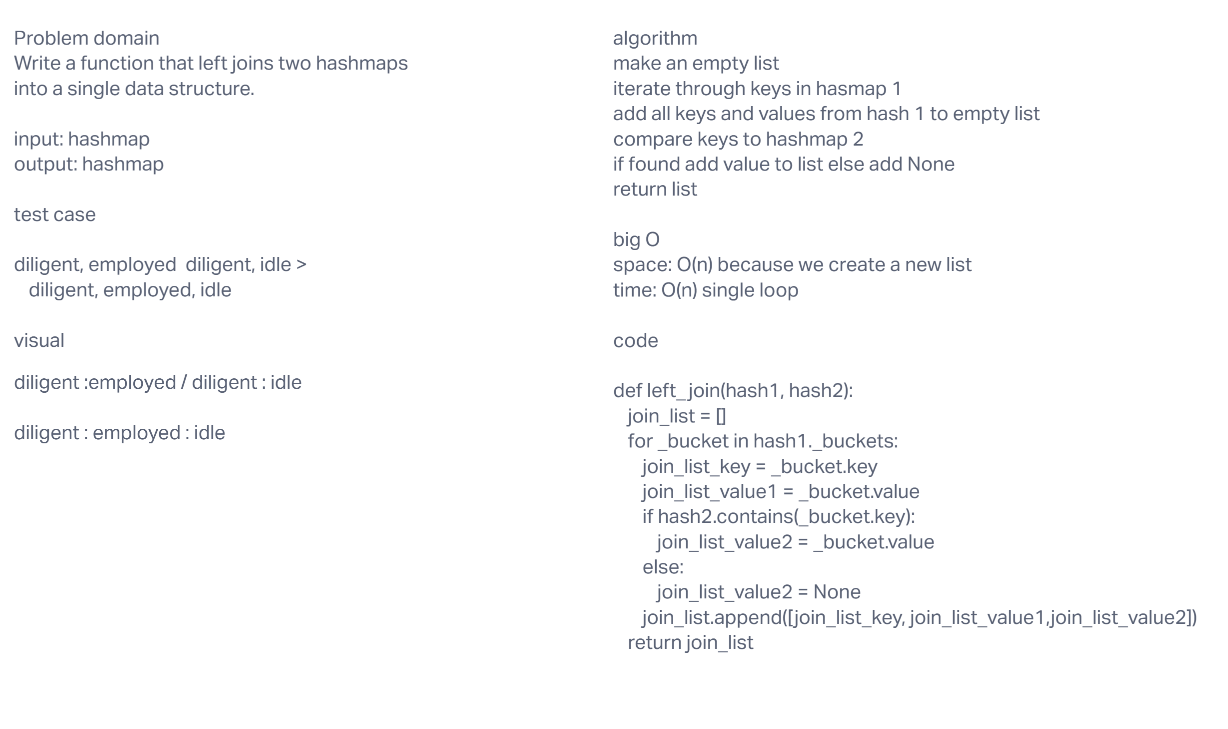 Problem domain
Write a function that left joins two hashmaps
into a single data structure.
input: hashmap
output: hashmap
test case
diligent, employed  diligent, idle >
diligent, employed, idle
visual
diligent :employed / diligent : idle
diligent : employed : idle
algorithm
make an empty list
iterate through keys in hasmap 1
add all keys and values from hash 1 to empty list
compare keys to hashmap 2
if found add value to list else add None
return list
big O
space: O(n) because we create a new list
time: O(n) single loop
code
def left_join(hash1, hash2):
join_list = []
for _bucket in hash1._buckets:
join_list_key = _bucket.key
join_list_value1 = _bucket.value
if hash2.contains(_bucket.key):
join_list_value2 = _bucket.value
else:
join_list_value2 = None
join_list.append([join_list_key, join_list_value1,join_list_value2])
return join_list